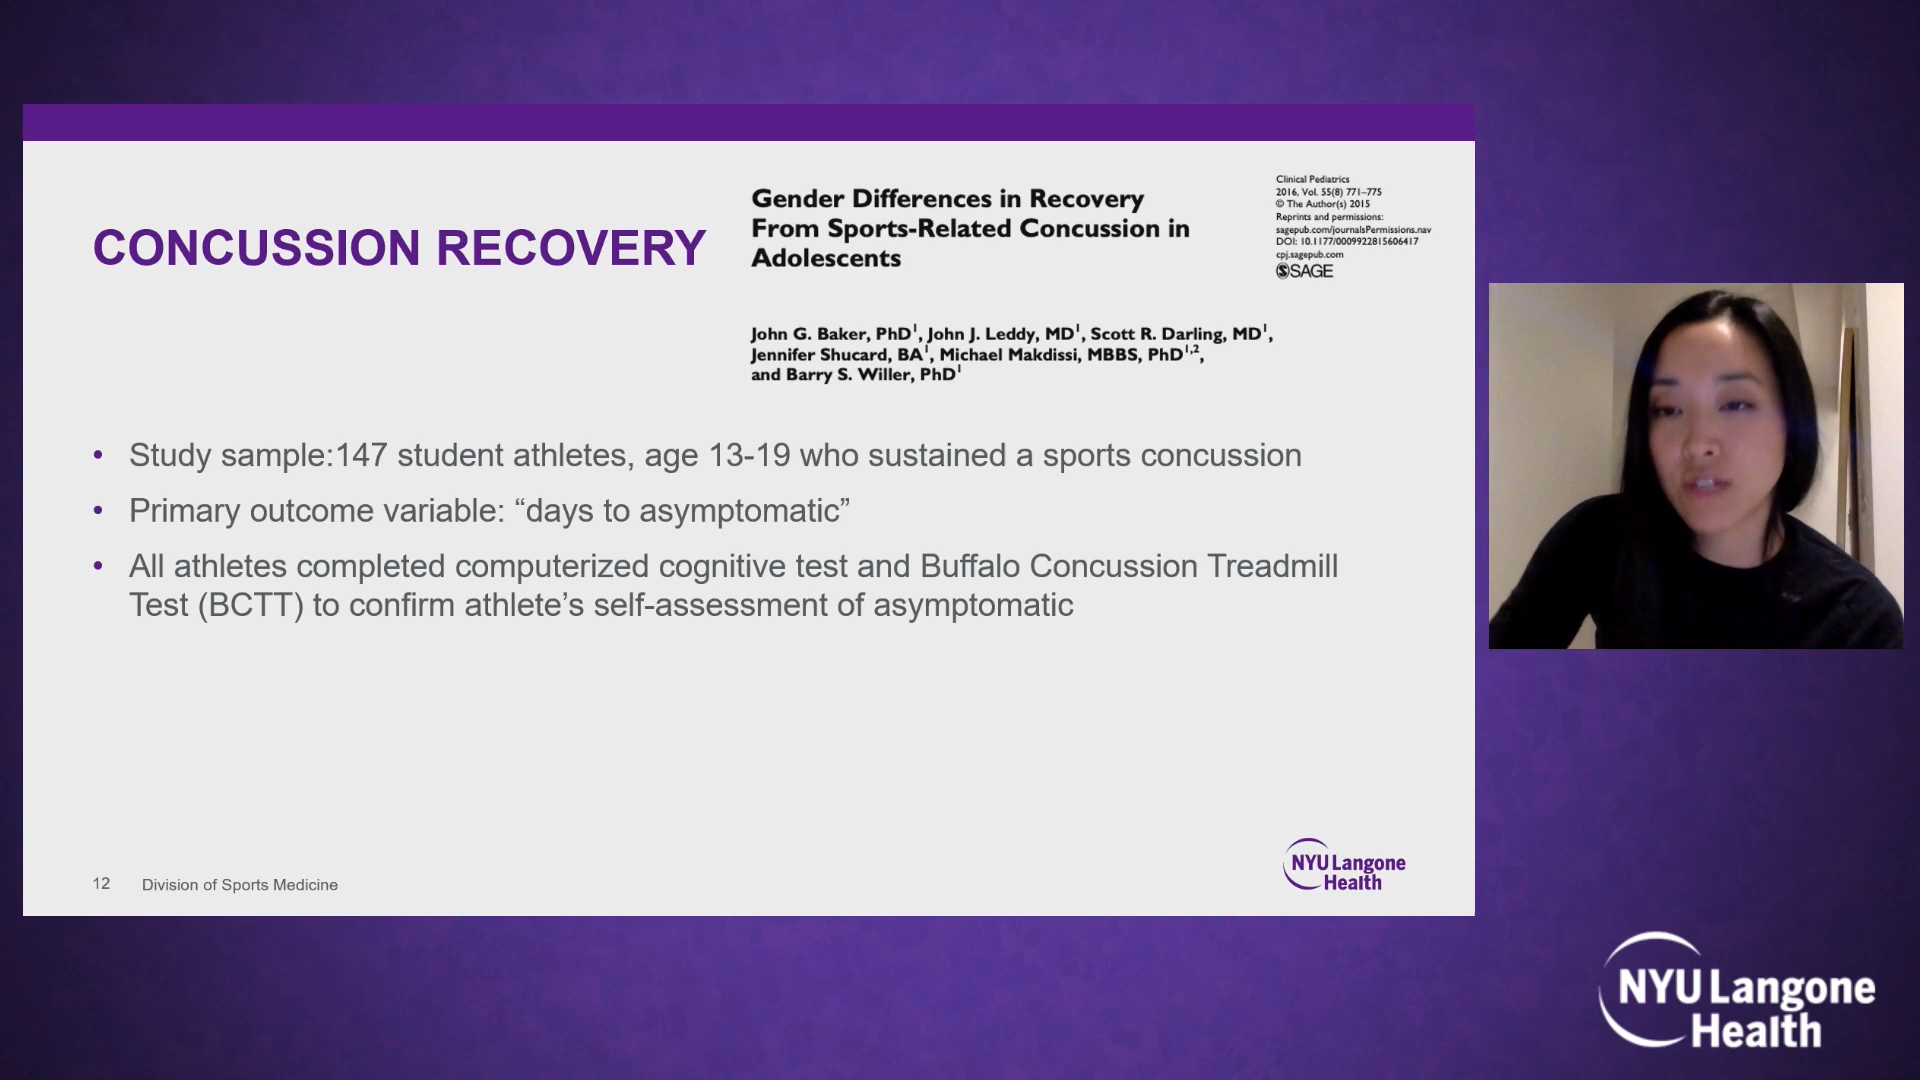 CONCUSSION RECOVERY
Gender Differences in Recovery
From Sports-Related Concussion in
Adolescents
Clinical Pediatrics
2016, Vol. 55(8) 771–775
© The Author(s) 2015
Reprints and permissions:
sagepub.com/journalsPermissions.nav
DOI: 10.1177/0009922815606417
cpj.sagepub.com
SAGE
John G. Baker, PhD¹, John J. Leddy, MD¹, Scott R. Darling, MD¹,
Jennifer Shucard, BA¹, Michael Makdissi, MBBS, PhD¹,²,
and Barry S. Willer, PhD¹
• Study sample:147 student athletes, age 13-19 who sustained a sports concussion
• Primary outcome variable: “days to asymptomatic”
• All athletes completed computerized cognitive test and Buffalo Concussion Treadmill
Test (BCTT) to confirm athlete’s self-assessment of asymptomatic
12 Division of Sports Medicine
NYU Langone
Health
NYU Langone
Health